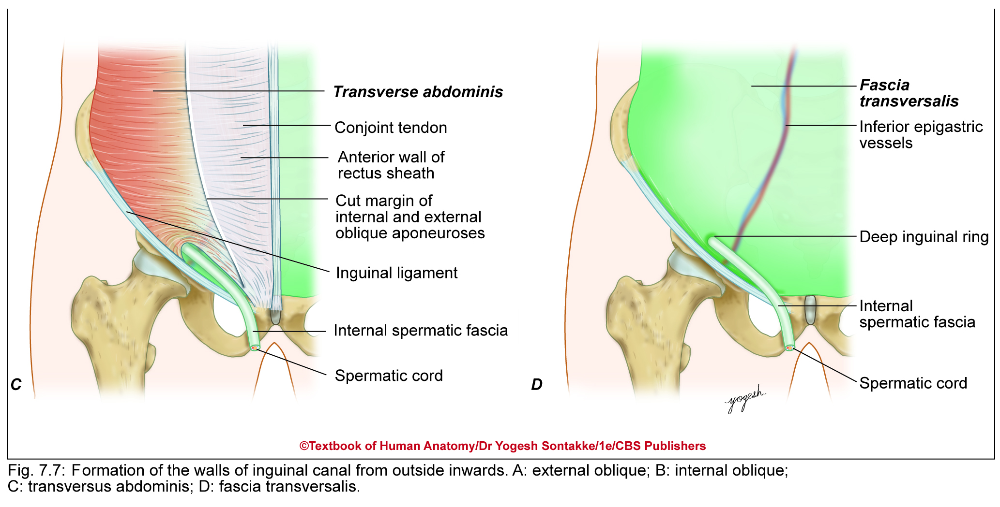 Transverse abdominis
Conjoint tendon
Anterior wall of
rectus sheath
Cut margin of
internal and external
oblique aponeuroses
Inguinal ligament
Internal spermatic fascia
Spermatic cord
C
Fascia
transversalis
Inferior epigastric
vessels
Deep inguinal ring
Internal
spermatic fascia
Spermatic cord
D
yogesh
©Textbook of Human Anatomy/Dr Yogesh Sontakke/1e/CBS Publishers
Fig. 7.7: Formation of the walls of inguinal canal from outside inwards. A: external oblique; B: internal oblique;
C: transversus abdominis; D: fascia transversalis.